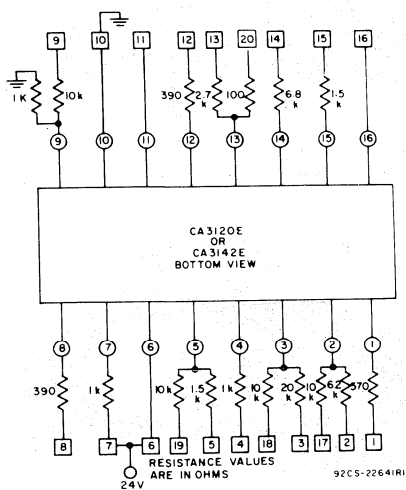 9 10 11 12 13 20 14 15 16
1 K 10k 390 2.7 k 100 6.8 k 1.5 k
9 10 11 12 13 14 15 16
CA3120E
OR
CA3142E
BOTTOM VIEW
8 7 6 5 4 3 2 1
390 1k 10k 1.5 k 1k 10 k 20 k 10 k 6.2 k 570
8 7 6 19 5 4 18 3 17 2 1
24V
RESISTANCE VALUES
ARE IN OHMS
92CS-22641RI